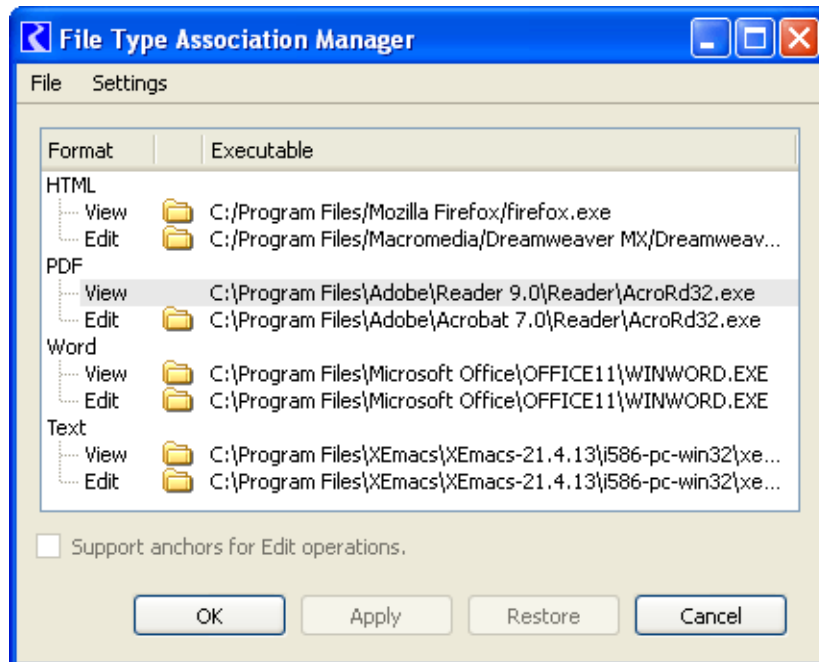 File Type Association Manager
File Settings
Format Executable
HTML
View C:/Program Files/Mozilla Firefox/firefox.exe
Edit C:/Program Files/Macromedia/Dreamweaver MX/Dreamweav...
PDF
View C:\Program Files\Adobe\Reader 9.0\Reader\AcroRd32.exe
Edit C:\Program Files\Adobe\Acrobat 7.0\Reader\AcroRd32.exe
Word
View C:\Program Files\Microsoft Office\OFFICE11\WINWORD.EXE
Edit C:\Program Files\Microsoft Office\OFFICE11\WINWORD.EXE
Text
View C:\Program Files\XEmacs\XEmacs-21.4.13\i586-pc-win32\xe...
Edit C:\Program Files\XEmacs\XEmacs-21.4.13\i586-pc-win32\xe...
Support anchors for Edit operations.
OK Apply Restore Cancel